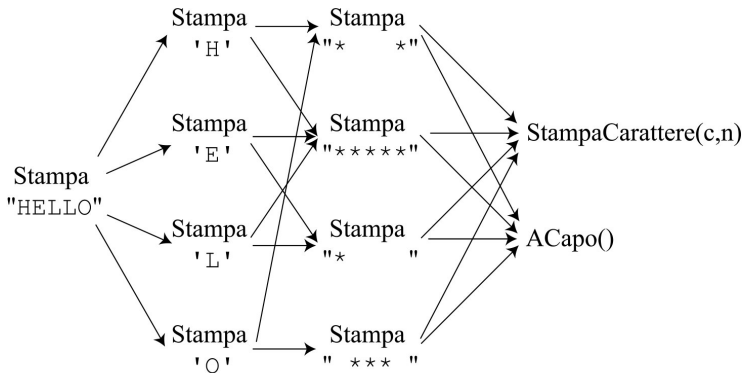 Stampa
"HELLO"
Stampa
'H'
Stampa
'E'
Stampa
'L'
Stampa
'O'
Stampa
"*   *"
Stampa
"*****"
Stampa
"*    "
Stampa
" *** "
StampaCarattere(c,n)
ACapo()